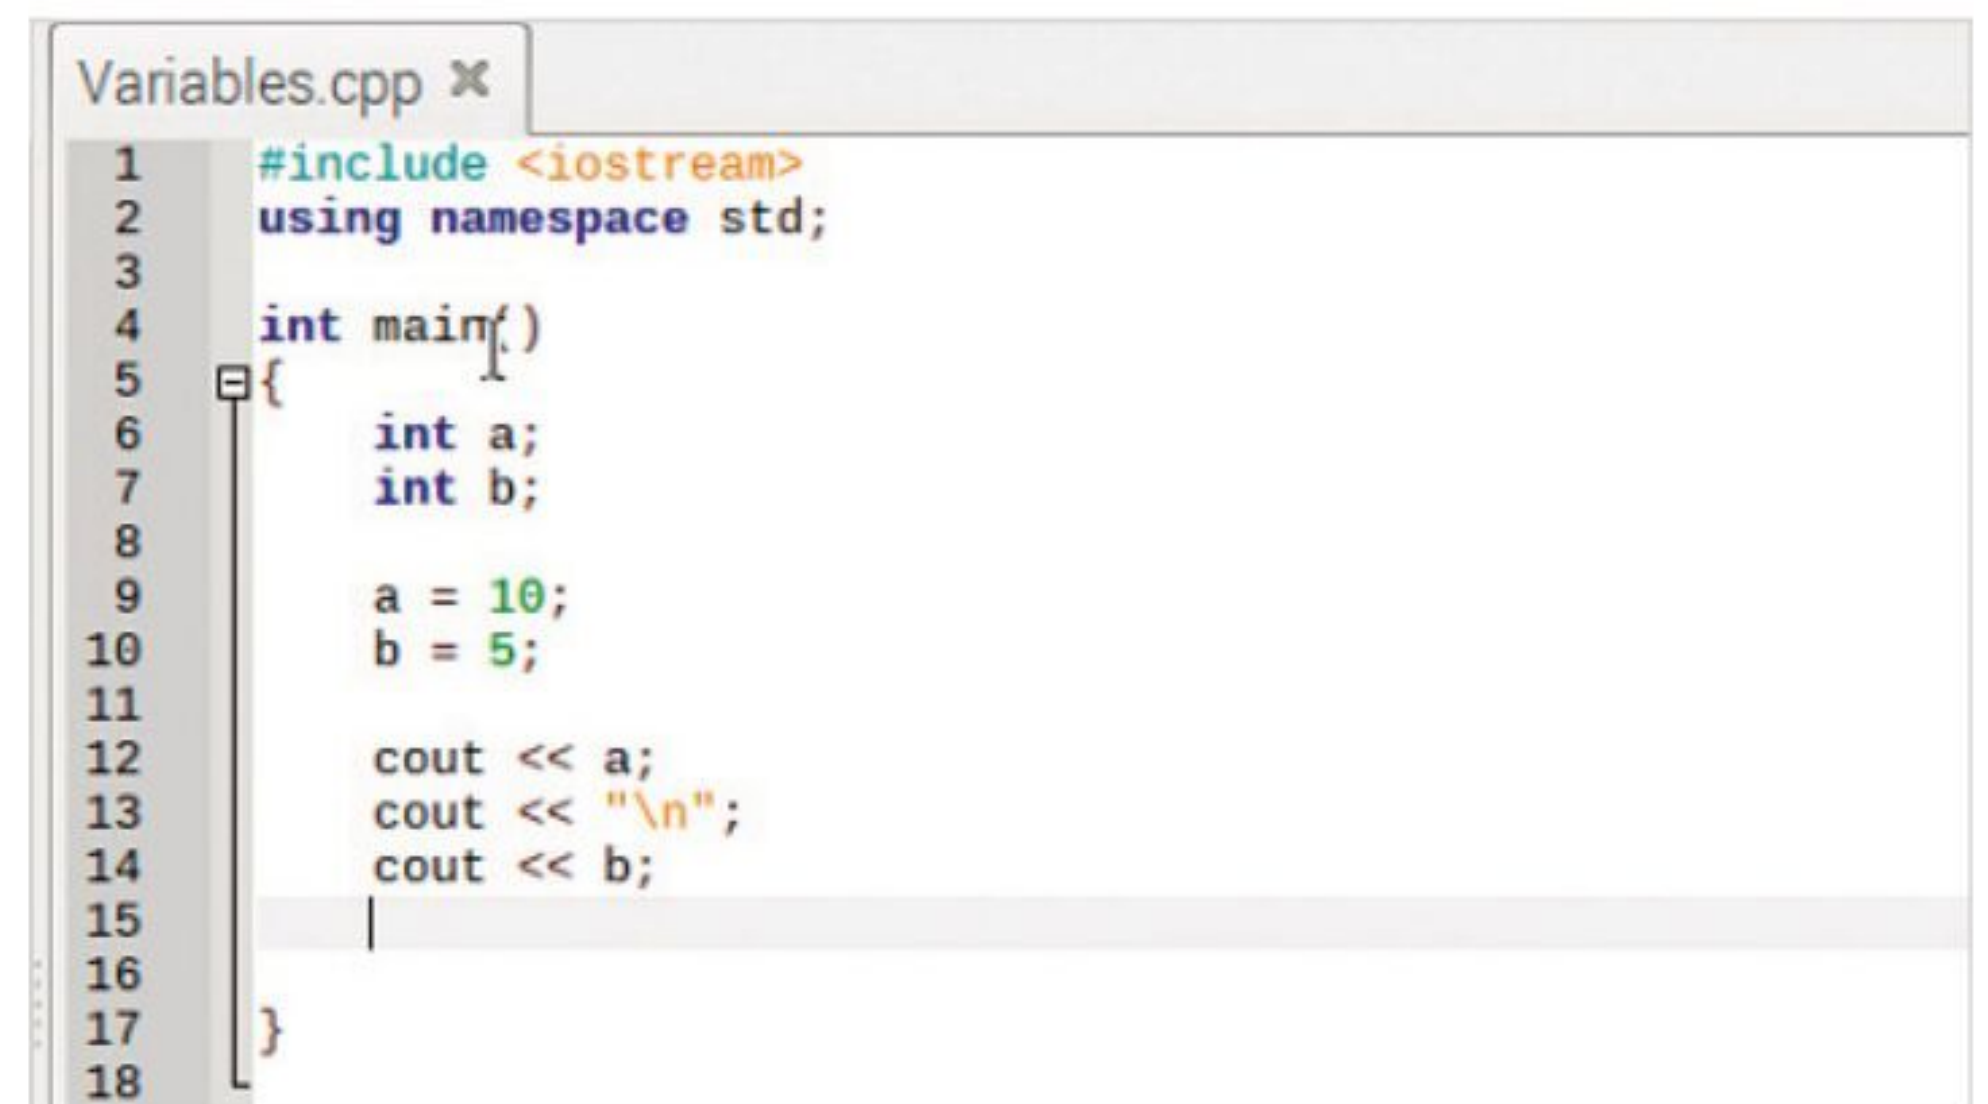 Variables.cpp
1 #include <iostream>
2 using namespace std;
3
4 int main()
5 {
6     int a;
7     int b;
8
9     a = 10;
10     b = 5;
11
12     cout << a;
13     cout << "\n";
14     cout << b;
15
16
17 }
18